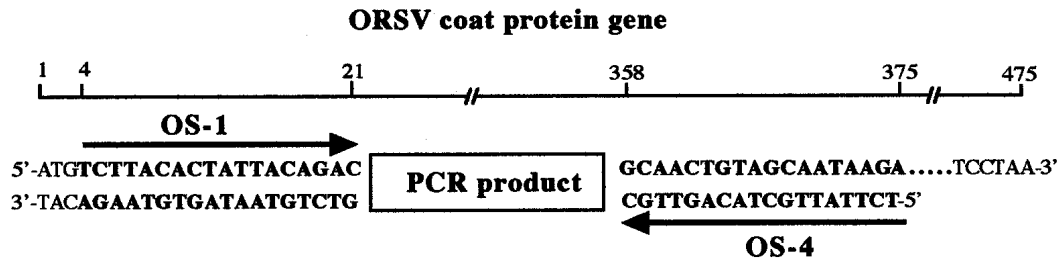 ORSV coat protein gene
1 4 21 358 375 475
OS-1
5'-ATGTCTTACACTATTACAGAC GCAACTGTAGCAATAAGA.....TCCTAA-3'
PCR product
3'-TACAGAATGTGATAATGTCTG CGTTGACATCGTTATTCT-5'
OS-4